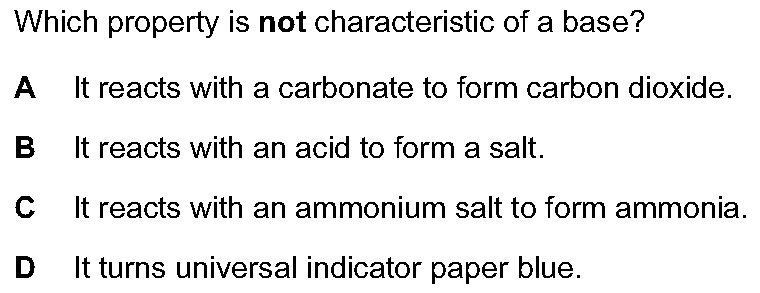 Which property is not characteristic of a base?
A It reacts with a carbonate to form carbon dioxide.
B It reacts with an acid to form a salt.
C It reacts with an ammonium salt to form ammonia.
D It turns universal indicator paper blue.